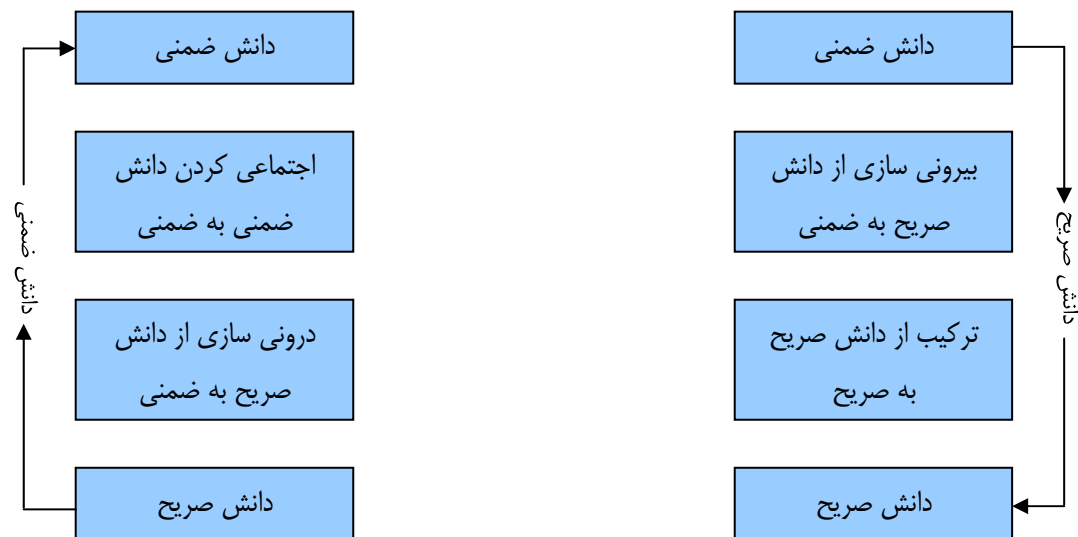 دانش ضمنی
بیرونی سازی از دانش
صریح به ضمنی
ترکیب از دانش صریح
به صریح
دانش صریح
دانش صریح
دانش ضمنی
اجتماعی کردن دانش
ضمنی به ضمنی
درونی سازی از دانش
صریح به ضمنی
دانش صریح
دانش ضمنی